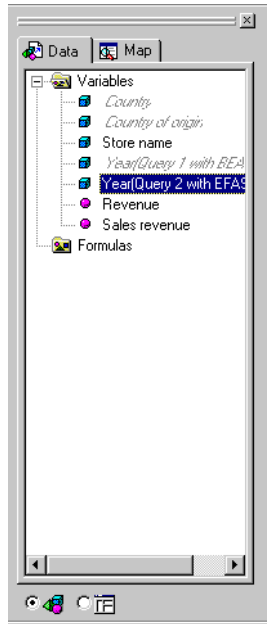 Data Map
Variables
Country
Country of origin
Store name
Year(Query 1 with BEA
Year(Query 2 with EFAS
Revenue
Sales revenue
Formulas